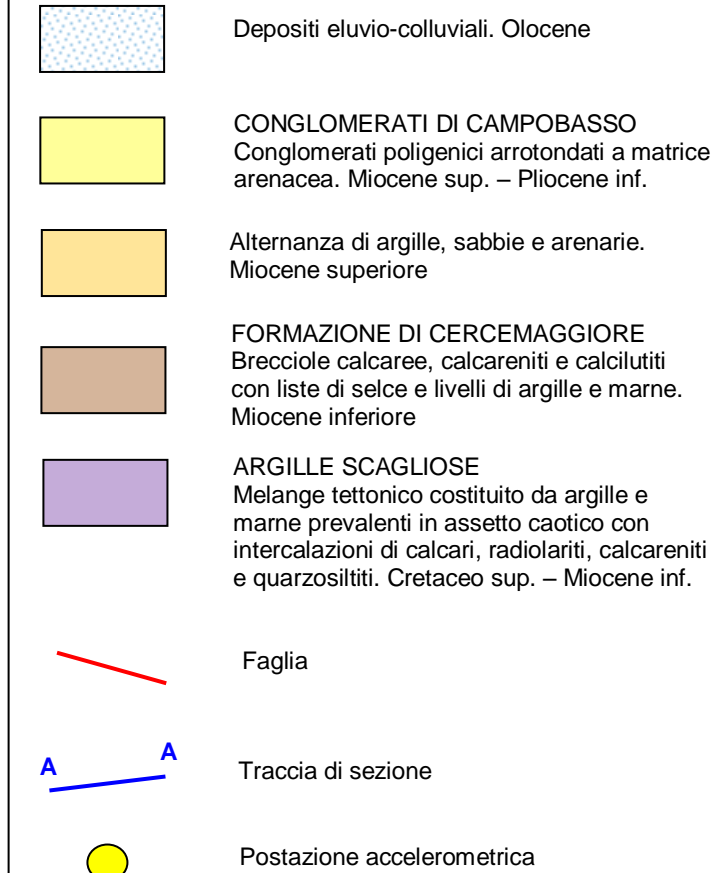 Depositi eluvio-colluviali. Olocene
CONGLOMERATI DI CAMPOBASSO
Conglomerati poligenici arrotondati a matrice
arenacea. Miocene sup. – Pliocene inf.
Alternanza di argille, sabbie e arenarie.
Miocene superiore
FORMAZIONE DI CERCEMAGGIORE
Brecciole calcaree, calcareniti e calcilutiti
con liste di selce e livelli di argille e marne.
Miocene inferiore
ARGILLE SCAGLIOSE
Melange tettonico costituito da argille e
marne prevalenti in assetto caotico con
intercalazioni di calcari, radiolariti, calcareniti
e quarzosiltiti. Cretaceo sup. – Miocene inf.
Faglia
A A
Traccia di sezione
Postazione accelerometrica